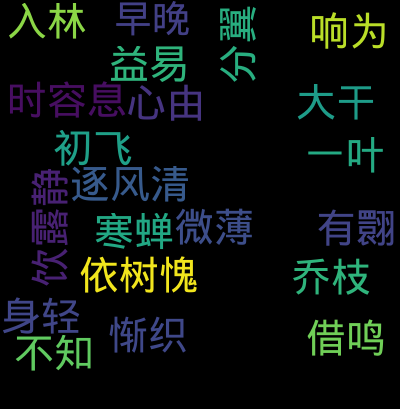 入林
早晚
分翼
响为
益易
时容息
心由
大干
初飞
一叶
逐风清
饮露静
寒蝉
微薄
有翾
依树愧
乔枝
身轻
惭织
借鸣
不知